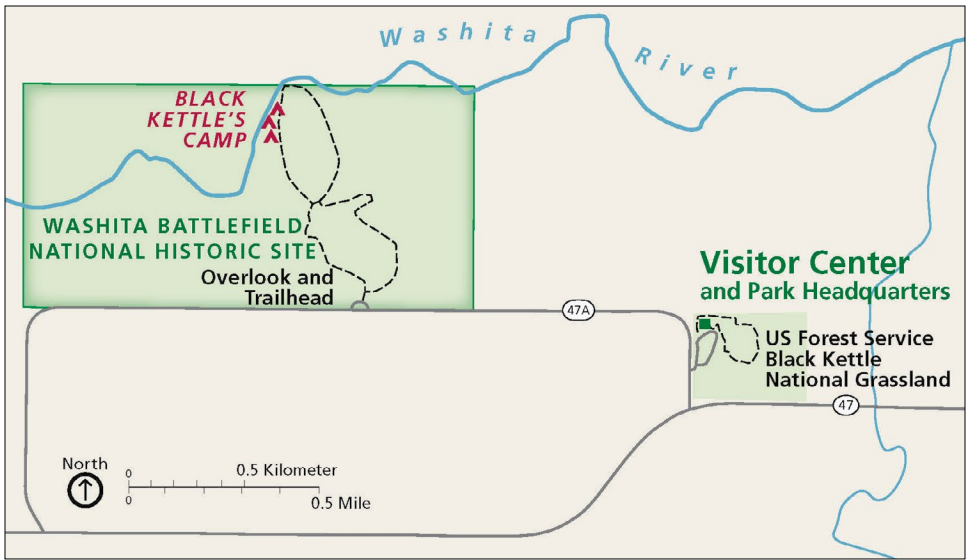 Washita
River
BLACK
KETTLE'S
CAMP
WASHITA BATTLEFIELD
NATIONAL HISTORIC SITE
Overlook and
Trailhead
47A
Visitor Center
and Park Headquarters
US Forest Service
Black Kettle
National Grassland
47
North
0
0.5 Kilometer
0
0.5 Mile